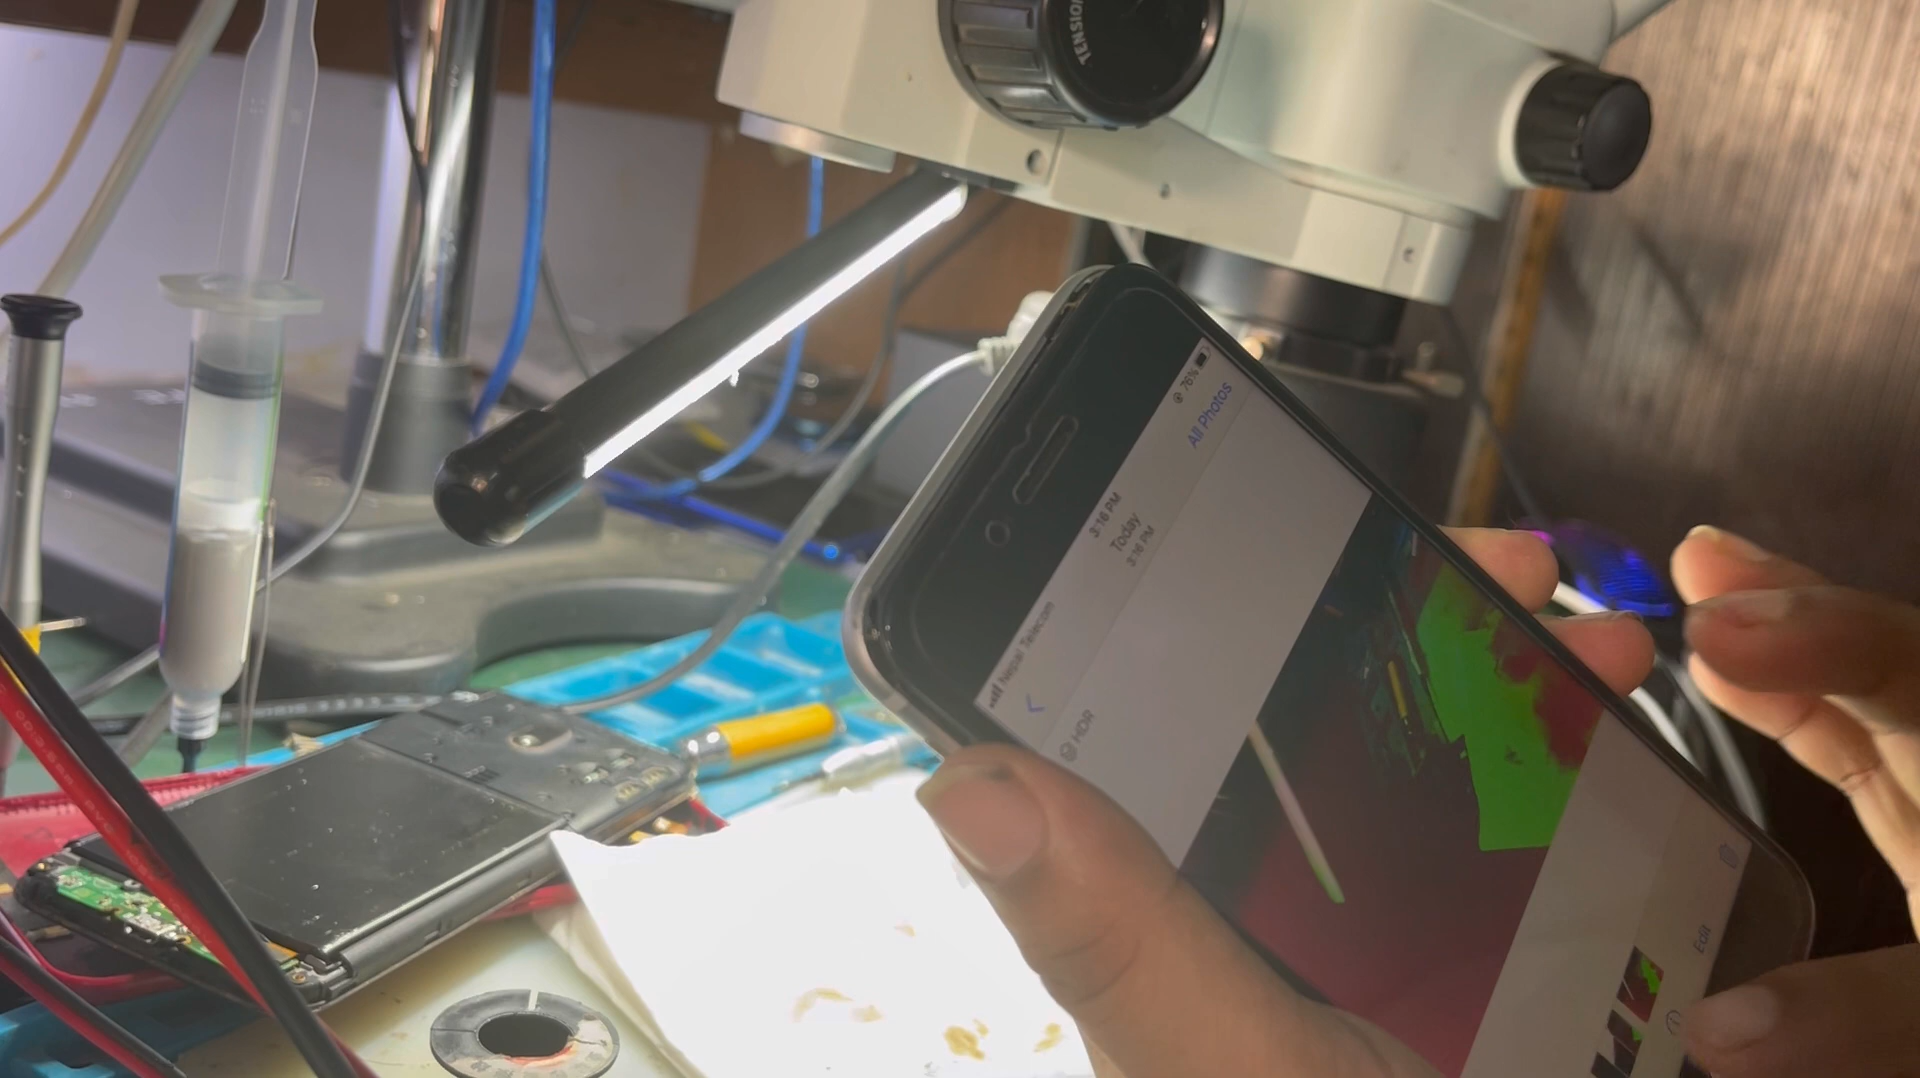 TENSION
Nepal Telecom
3:16 PM
76%
Today
3:16 PM
All Photos
HDR
Edit